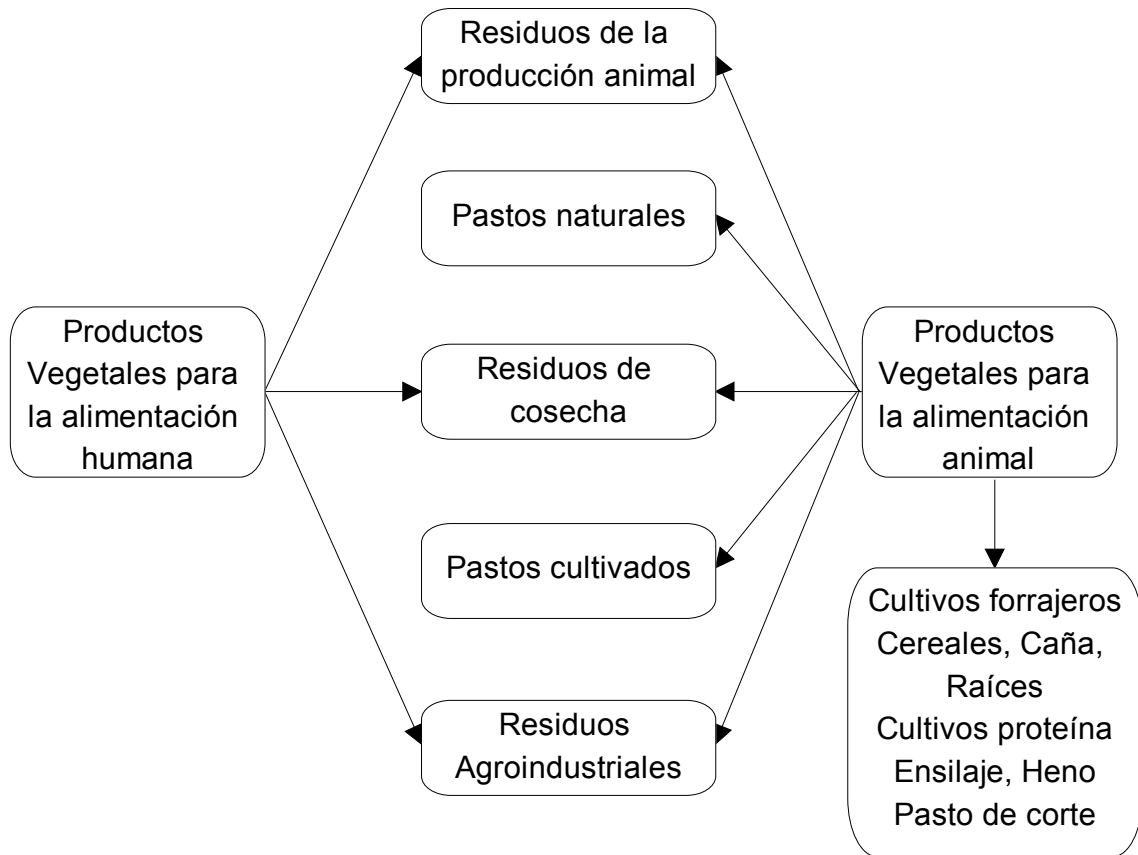 Residuos de la
producción animal
Pastos naturales
Productos
Vegetales para
la alimentación
humana
Residuos de
cosecha
Productos
Vegetales para
la alimentación
animal
Pastos cultivados
Cultivos forrajeros
Cereales, Caña,
Raíces
Cultivos proteína
Ensilaje, Heno
Pasto de corte
Residuos
Agroindustriales